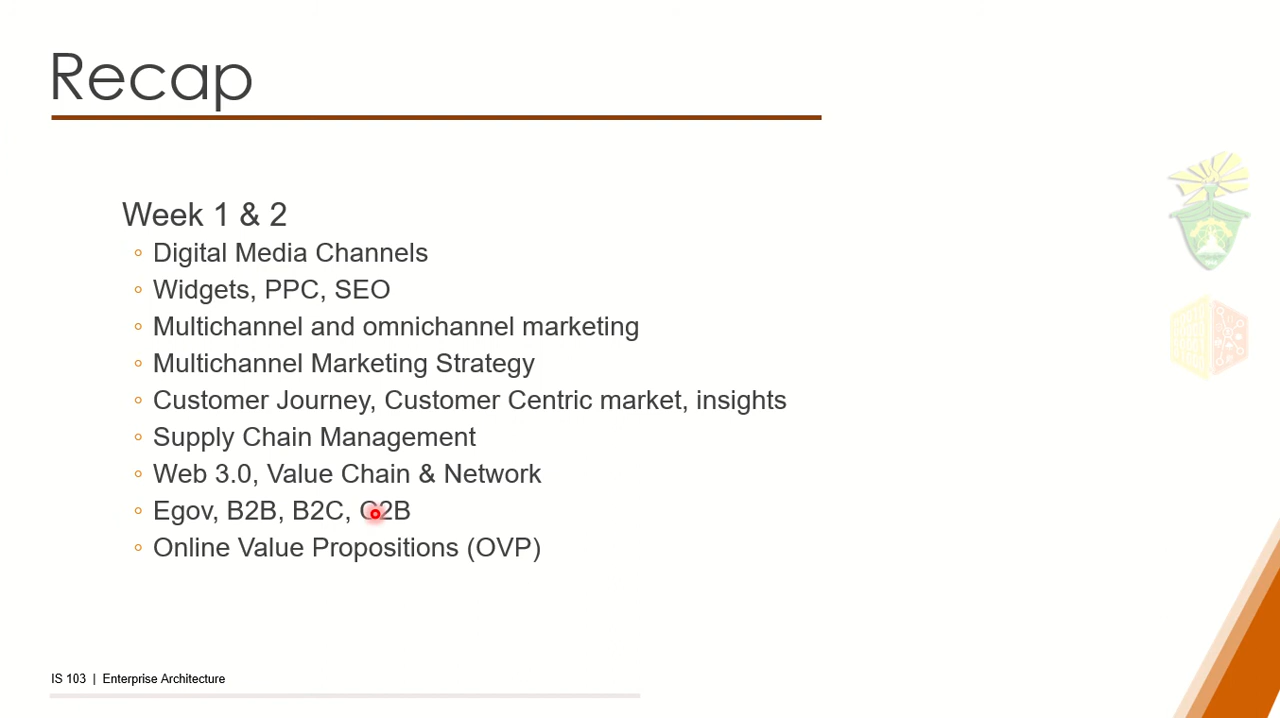 Recap
Week 1 & 2
Digital Media Channels
Widgets, PPC, SEO
Multichannel and omnichannel marketing
Multichannel Marketing Strategy
Customer Journey, Customer Centric market, insights
Supply Chain Management
Web 3.0, Value Chain & Network
Egov, B2B, B2C,
Online Value Propositions (OVP)
IS 103 | Enterprise Architecture